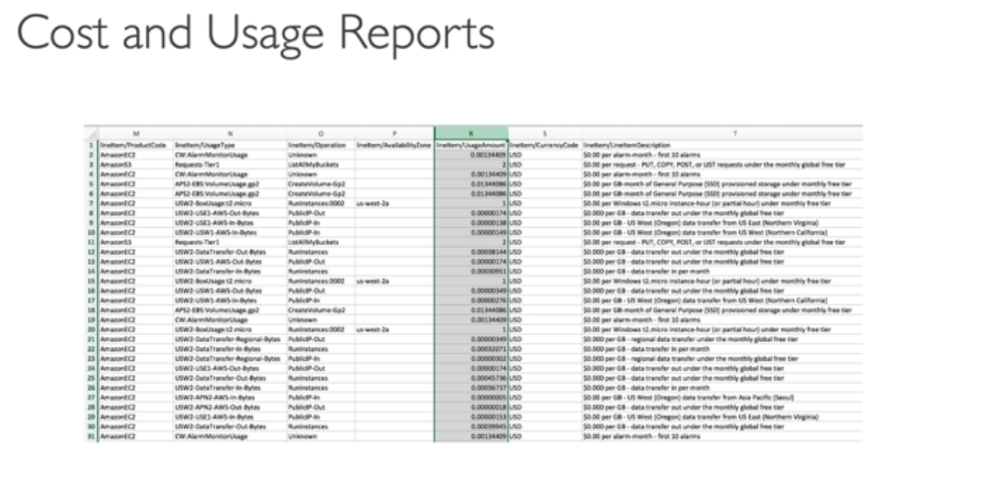 Cost and Usage Reports
M N O P R S T
1 lineItem/ProductCode lineItem/UsageType lineItem/Operation lineItem/AvailabilityZone lineItem/UsageAmount lineItem/CurrencyCode lineItem/LineItemDescription
2 AmazonEC2 CW:AlarmMonitorUsage Unknown 0.00134409 USD $0.00 per alarm-month - first 10 alarms
3 AmazonS3 Requests-Tier1 ListAllMyBuckets 2 USD $0.00 per request - PUT, COPY, POST, or LIST requests under the monthly global free tier
4 AmazonEC2 CW:AlarmMonitorUsage Unknown 0.00134409 USD $0.00 per alarm-month - first 10 alarms
5 AmazonEC2 APS2-EBS:VolumeUsage.gp2 CreateVolume-Gp2 0.01344086 USD $0.00 per GB-month of General Purpose (SSD) provisioned storage under monthly free tier
6 AmazonEC2 APS2-EBS:VolumeUsage.gp2 CreateVolume-Gp2 0.01344086 USD $0.00 per GB-month of General Purpose (SSD) provisioned storage under monthly free tier
7 AmazonEC2 USW2-BoxUsage:t2.micro RunInstances:0002 us-west-2a 1 USD $0.00 per Windows t2.micro instance-hour (or partial hour) under monthly free tier
8 AmazonEC2 USW2-USE1-AWS-Out-Bytes PublicIP-Out 0.00000174 USD $0.000 per GB - data transfer out under the monthly global free tier
9 AmazonEC2 USW2-USE1-AWS-In-Bytes PublicIP-In 0.00000138 USD $0.00 per GB - US West (Oregon) data transfer from US East (Northern Virginia)
10 AmazonEC2 USW2-USW1-AWS-In-Bytes PublicIP-In 0.00000149 USD $0.00 per GB - US West (Oregon) data transfer from US West (Northern California)
11 AmazonS3 Requests-Tier1 ListAllMyBuckets 2 USD $0.00 per request - PUT, COPY, POST, or LIST requests under the monthly global free tier
12 AmazonEC2 USW2-DataTransfer-Out-Bytes RunInstances 0.00038144 USD $0.000 per GB - data transfer out under the monthly global free tier
13 AmazonEC2 USW2-USW1-AWS-Out-Bytes PublicIP-Out 0.00000174 USD $0.000 per GB - data transfer out under the monthly global free tier
14 AmazonEC2 USW2-DataTransfer-In-Bytes RunInstances 0.00030951 USD $0.000 per GB - data transfer in per month
15 AmazonEC2 USW2-BoxUsage:t2.micro RunInstances:0002 us-west-2a 1 USD $0.00 per Windows t2.micro instance-hour (or partial hour) under monthly free tier
16 AmazonEC2 USW2-USW1-AWS-Out-Bytes PublicIP-Out 0.00000349 USD $0.000 per GB - data transfer out under the monthly global free tier
17 AmazonEC2 USW2-USW1-AWS-In-Bytes PublicIP-In 0.00000276 USD $0.00 per GB - US West (Oregon) data transfer from US West (Northern California)
18 AmazonEC2 APS2-EBS:VolumeUsage.gp2 CreateVolume-Gp2 0.01344086 USD $0.00 per GB-month of General Purpose (SSD) provisioned storage under monthly free tier
19 AmazonEC2 CW:AlarmMonitorUsage Unknown 0.00134409 USD $0.00 per alarm-month - first 10 alarms
20 AmazonEC2 USW2-BoxUsage:t2.micro RunInstances:0002 us-west-2a 1 USD $0.00 per Windows t2.micro instance-hour (or partial hour) under monthly free tier
21 AmazonEC2 USW2-DataTransfer-Regional-Bytes PublicIP-Out 0.00000349 USD $0.000 per GB - regional data transfer under the monthly global free tier
22 AmazonEC2 USW2-DataTransfer-In-Bytes RunInstances 0.00032071 USD $0.000 per GB - data transfer in per month
23 AmazonEC2 USW2-DataTransfer-Regional-Bytes PublicIP-In 0.00000302 USD $0.000 per GB - regional data transfer under the monthly global free tier
24 AmazonEC2 USW2-USE1-AWS-Out-Bytes PublicIP-Out 0.00000174 USD $0.000 per GB - data transfer out under the monthly global free tier
25 AmazonEC2 USW2-DataTransfer-Out-Bytes RunInstances 0.00045736 USD $0.000 per GB - data transfer out under the monthly global free tier
26 AmazonEC2 USW2-DataTransfer-In-Bytes RunInstances 0.00036737 USD $0.000 per GB - data transfer in per month
27 AmazonEC2 USW2-APN2-AWS-In-Bytes PublicIP-In 0.00000005 USD $0.00 per GB - US West (Oregon) data transfer from Asia Pacific (Seoul)
28 AmazonEC2 USW2-APN2-AWS-Out-Bytes PublicIP-Out 0.00000018 USD $0.000 per GB - data transfer out under the monthly global free tier
29 AmazonEC2 USW2-USE1-AWS-In-Bytes PublicIP-In 0.00000153 USD $0.00 per GB - US West (Oregon) data transfer from US East (Northern Virginia)
30 AmazonEC2 USW2-DataTransfer-Out-Bytes RunInstances 0.00039945 USD $0.000 per GB - data transfer out under the monthly global free tier
31 AmazonEC2 CW:AlarmMonitorUsage Unknown 0.00134409 USD $0.00 per alarm-month - first 10 alarms